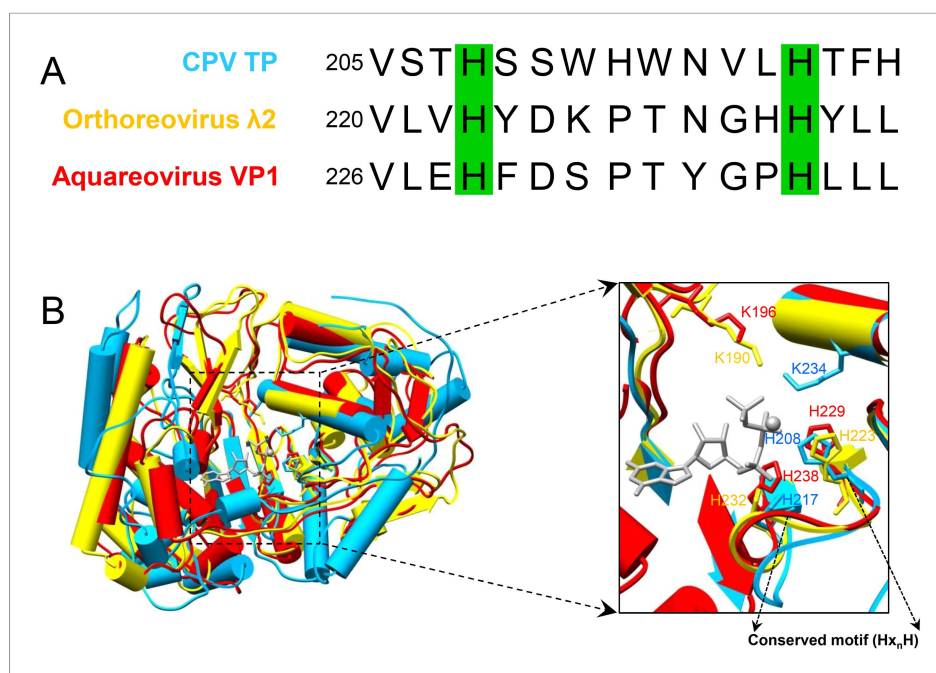 A
CPV TP 205 V S T H S S W H W N V L H T F H
Orthoreovirus λ2 220 V L V H Y D K P T N G H H Y L L
Aquareovirus VP1 226 V L E H F D S P T Y G P H L L L
B
K196
K190
K234
H229
H208 H223
H238
H232 H217
Conserved motif (HxnH)